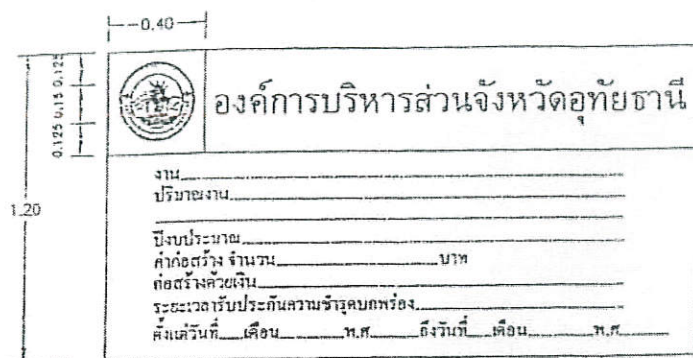 0.40
0.125 0.15 0.125
1.20
องค์การบริหารส่วนจังหวัดอุทัยธานี
งาน
ปริมาณงาน
ปีงบประมาณ
ค่าก่อสร้าง จำนวน บาท
ก่อสร้างด้วยเงิน
ระยะเวลารับประกันความชำรุดบกพร่อง
ตั้งแต่วันที่ เดือน พ.ศ. ถึงวันที่ เดือน พ.ศ.